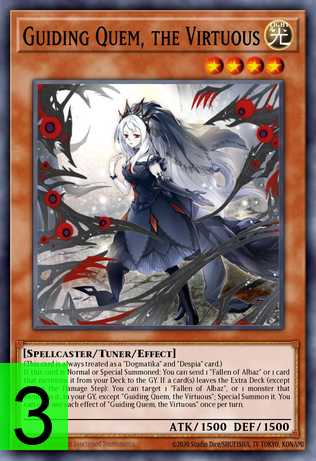 GUIDING QUEM, THE VIRTUOUS
LIGHT
光
[SPELLCASTER/TUNER/EFFECT]
(This card is always treated as a "Dogmatika" and "Despia" card.)
If this card is Normal or Special Summoned: You can send 1 "Fallen of Albaz" or 1 card
that mentions it from your Deck to the GY. If a card(s) leaves the Extra Deck (except
the Damage Step): You can target 1 "Fallen of Albaz", or 1 monster that
it, in your GY, except "Guiding Quem, the Virtuous"; Special Summon it. You
each effect of "Guiding Quem, the Virtuous" once per turn.
ATK/1500 DEF/1500
3
©2020 Studio Dice/SHUEISHA, TV TOKYO, KONAMI